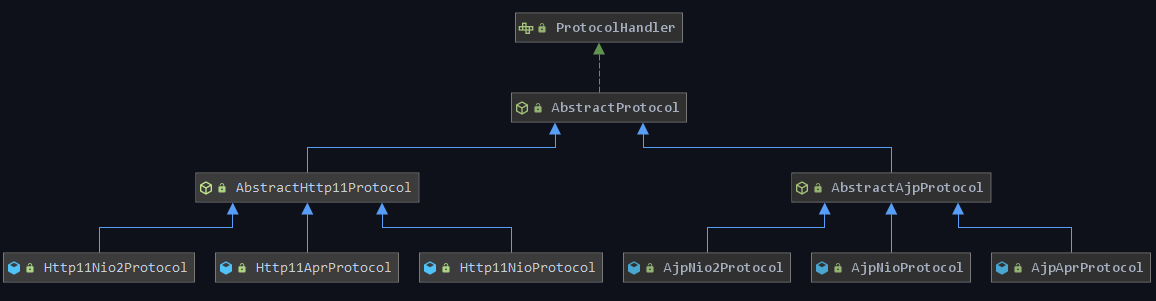 ProtocolHandler
AbstractProtocol
AbstractHttp11Protocol
AbstractAjpProtocol
Http11Nio2Protocol
Http11AprProtocol
Http11NioProtocol
AjpNio2Protocol
AjpNioProtocol
AjpAprProtocol